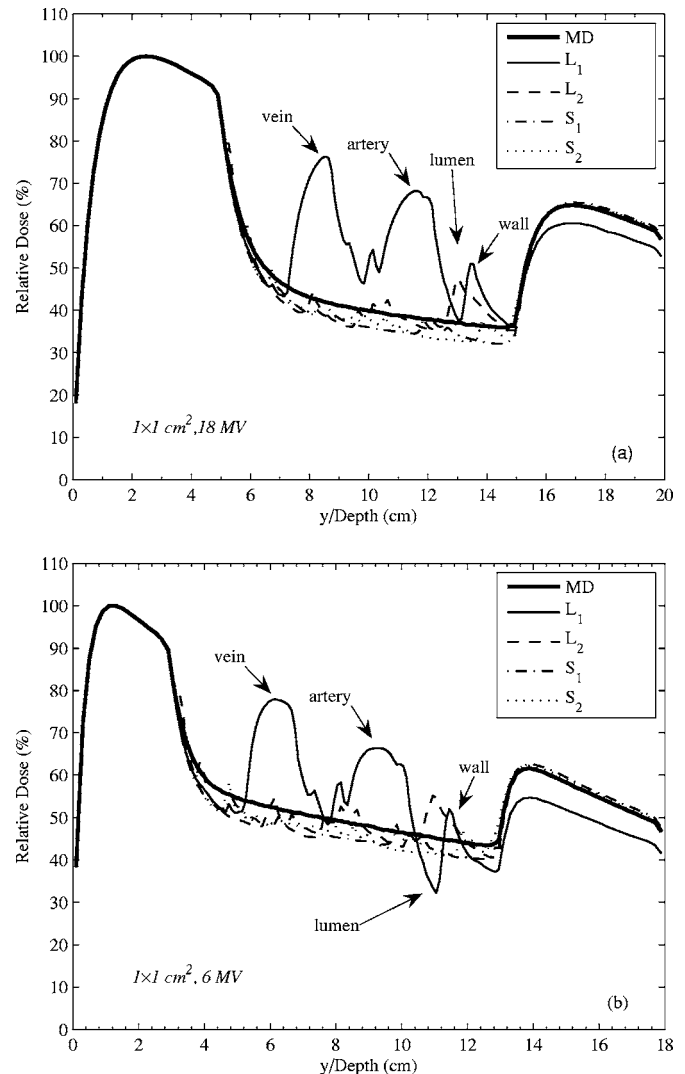 110
100
90
80
70
60
50
40
30
20
10
0
Relative Dose (%)
MD
L₁
L₂
S₁
S₂
vein
artery
lumen
wall
1×1 cm², 18 MV
(a)
0 2 4 6 8 10 12 14 16 18 20
y/Depth (cm)
110
100
90
80
70
60
50
40
30
20
10
0
Relative Dose (%)
MD
L₁
L₂
S₁
S₂
vein
artery
wall
lumen
1×1 cm², 6 MV
(b)
0 2 4 6 8 10 12 14 16 18
y/Depth (cm)